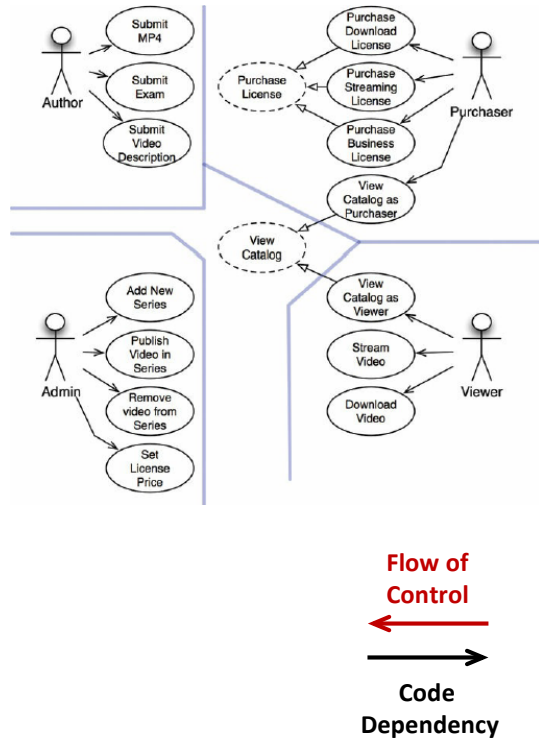 Submit
MP4
Submit
Exam
Submit
Video
Description
Author
Purchase
License
Purchase
Download
License
Purchase
Streaming
License
Purchase
Business
License
View
Catalog as
Purchaser
Purchaser
View
Catalog
Add New
Series
Publish
Video in
Series
Remove
video from
Series
Set
License
Price
Admin
View
Catalog as
Viewer
Stream
Video
Download
Video
Viewer
Flow of
Control
Code
Dependency